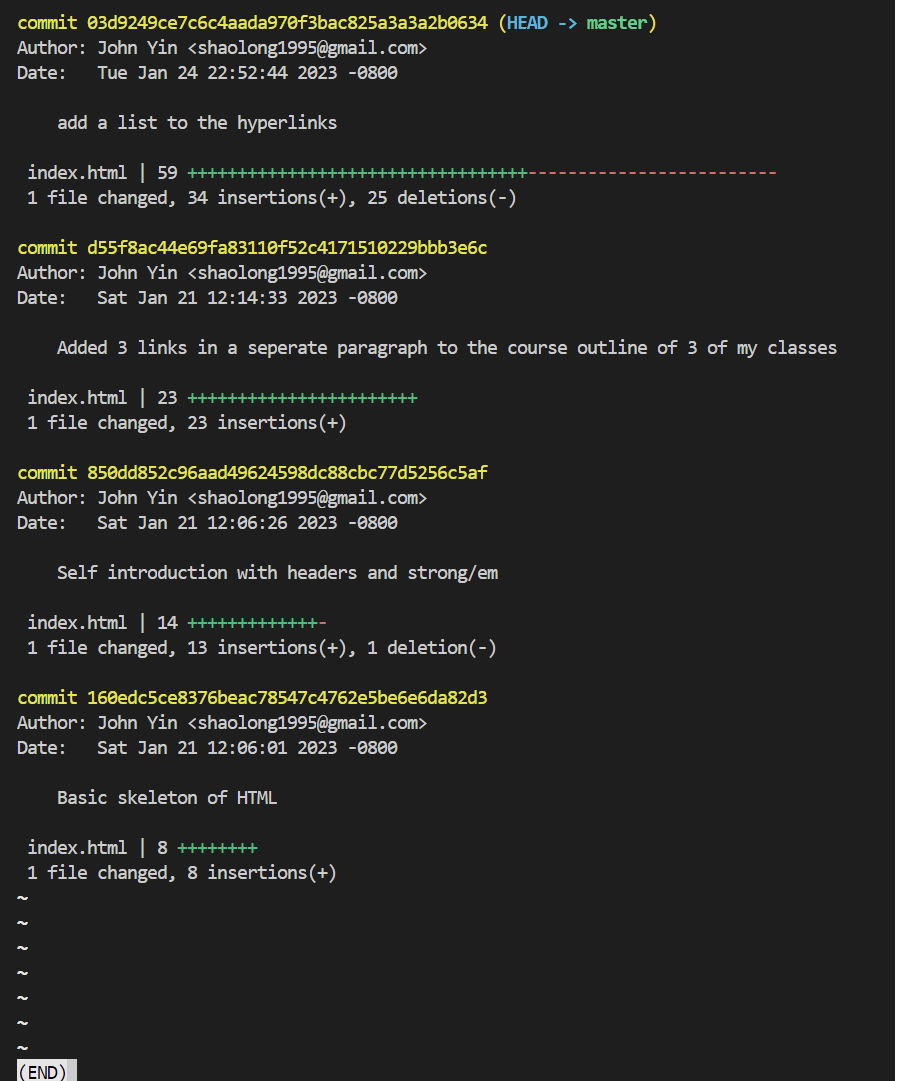 commit 03d9249ce7c6c4aada970f3bac825a3a3a2b0634 (HEAD -> master)
Author: John Yin <shaolong1995@gmail.com>
Date:   Tue Jan 24 22:52:44 2023 -0800
    add a list to the hyperlinks
 index.html | 59 ++++++++++++++++++++++++++++++++++-------------------------
 1 file changed, 34 insertions(+), 25 deletions(-)
commit d55f8ac44e69fa83110f52c4171510229bbb3e6c
Author: John Yin <shaolong1995@gmail.com>
Date:   Sat Jan 21 12:14:33 2023 -0800
    Added 3 links in a seperate paragraph to the course outline of 3 of my classes
 index.html | 23 +++++++++++++++++++++++
 1 file changed, 23 insertions(+)
commit 850dd852c96aad49624598dc88cbc77d5256c5af
Author: John Yin <shaolong1995@gmail.com>
Date:   Sat Jan 21 12:06:26 2023 -0800
    Self introduction with headers and strong/em
 index.html | 14 +++++++++++++-
 1 file changed, 13 insertions(+), 1 deletion(-)
commit 160edc5ce8376beac78547c4762e5be6e6da82d3
Author: John Yin <shaolong1995@gmail.com>
Date:   Sat Jan 21 12:06:01 2023 -0800
    Basic skeleton of HTML
 index.html | 8 ++++++++
 1 file changed, 8 insertions(+)
~
~
~
~
~
~
~
(END)